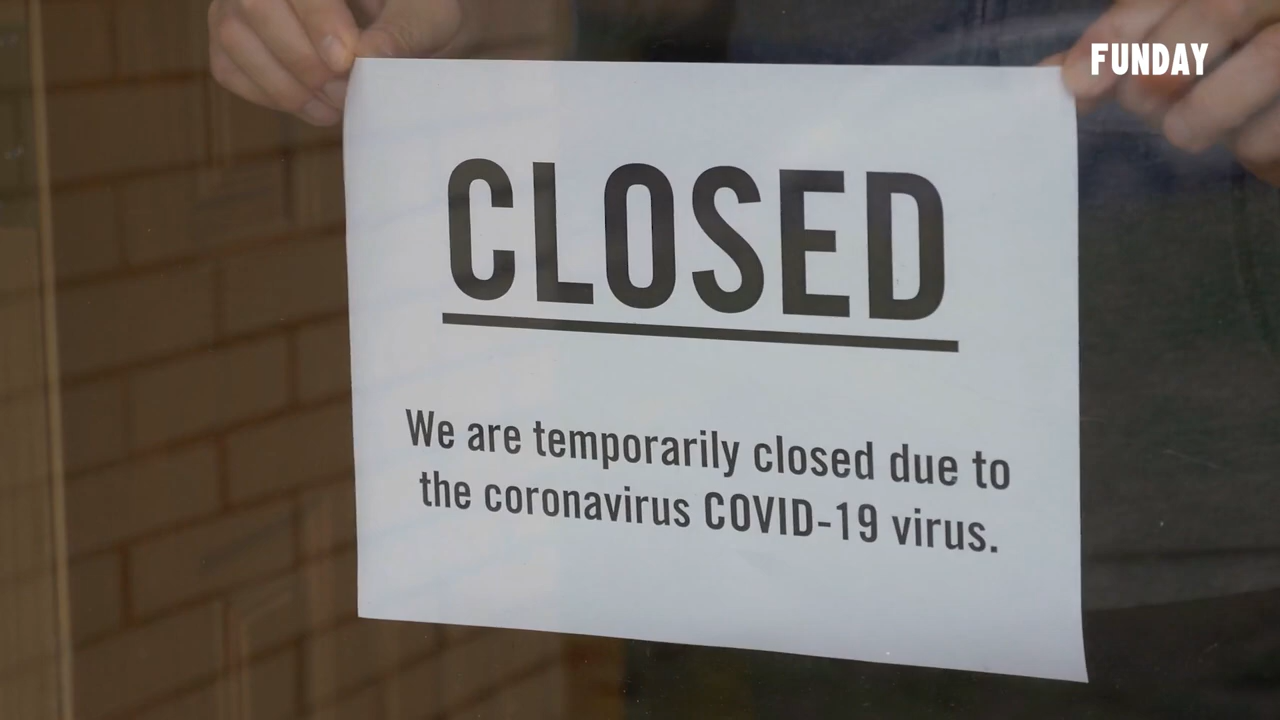 FUNDAY
CLOSED
We are temporarily closed due to
the coronavirus COVID-19 virus.